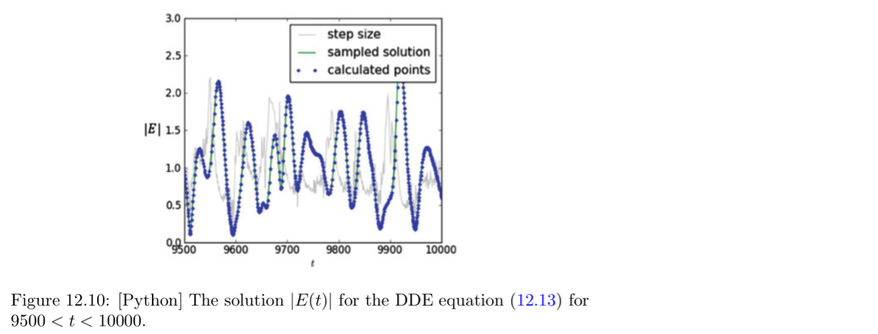 3.0
2.5
2.0
|E| 1.5
1.0
0.5
0.0
9500 9600 9700 9800 9900 10000
t
step size
sampled solution
calculated points
Figure 12.10: [Python] The solution |E(t)| for the DDE equation (12.13) for
9500 < t < 10000.